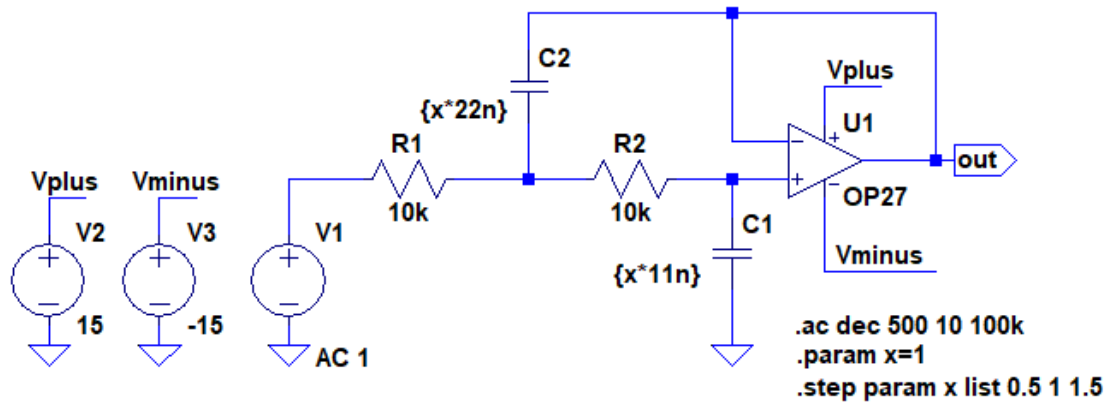 C2
{x*22n}
Vplus
U1
R1
R2
out
10k
10k
OP27
Vplus
Vminus
V2
V3
V1
C1
{x*11n}
Vminus
15
-15
AC 1
.ac dec 500 10 100k
.param x=1
.step param x list 0.5 1 1.5